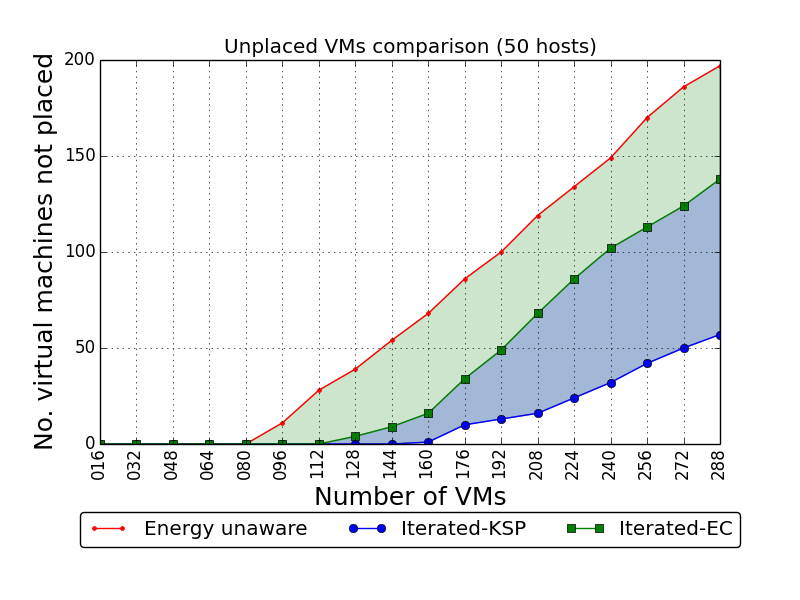 Unplaced VMs comparison (50 hosts)
No. virtual machines not placed
200
150
100
50
0
016 032 048 064 080 096 112 128 144 160 176 192 208 224 240 256 272 288
Number of VMs
Energy unaware Iterated-KSP Iterated-EC